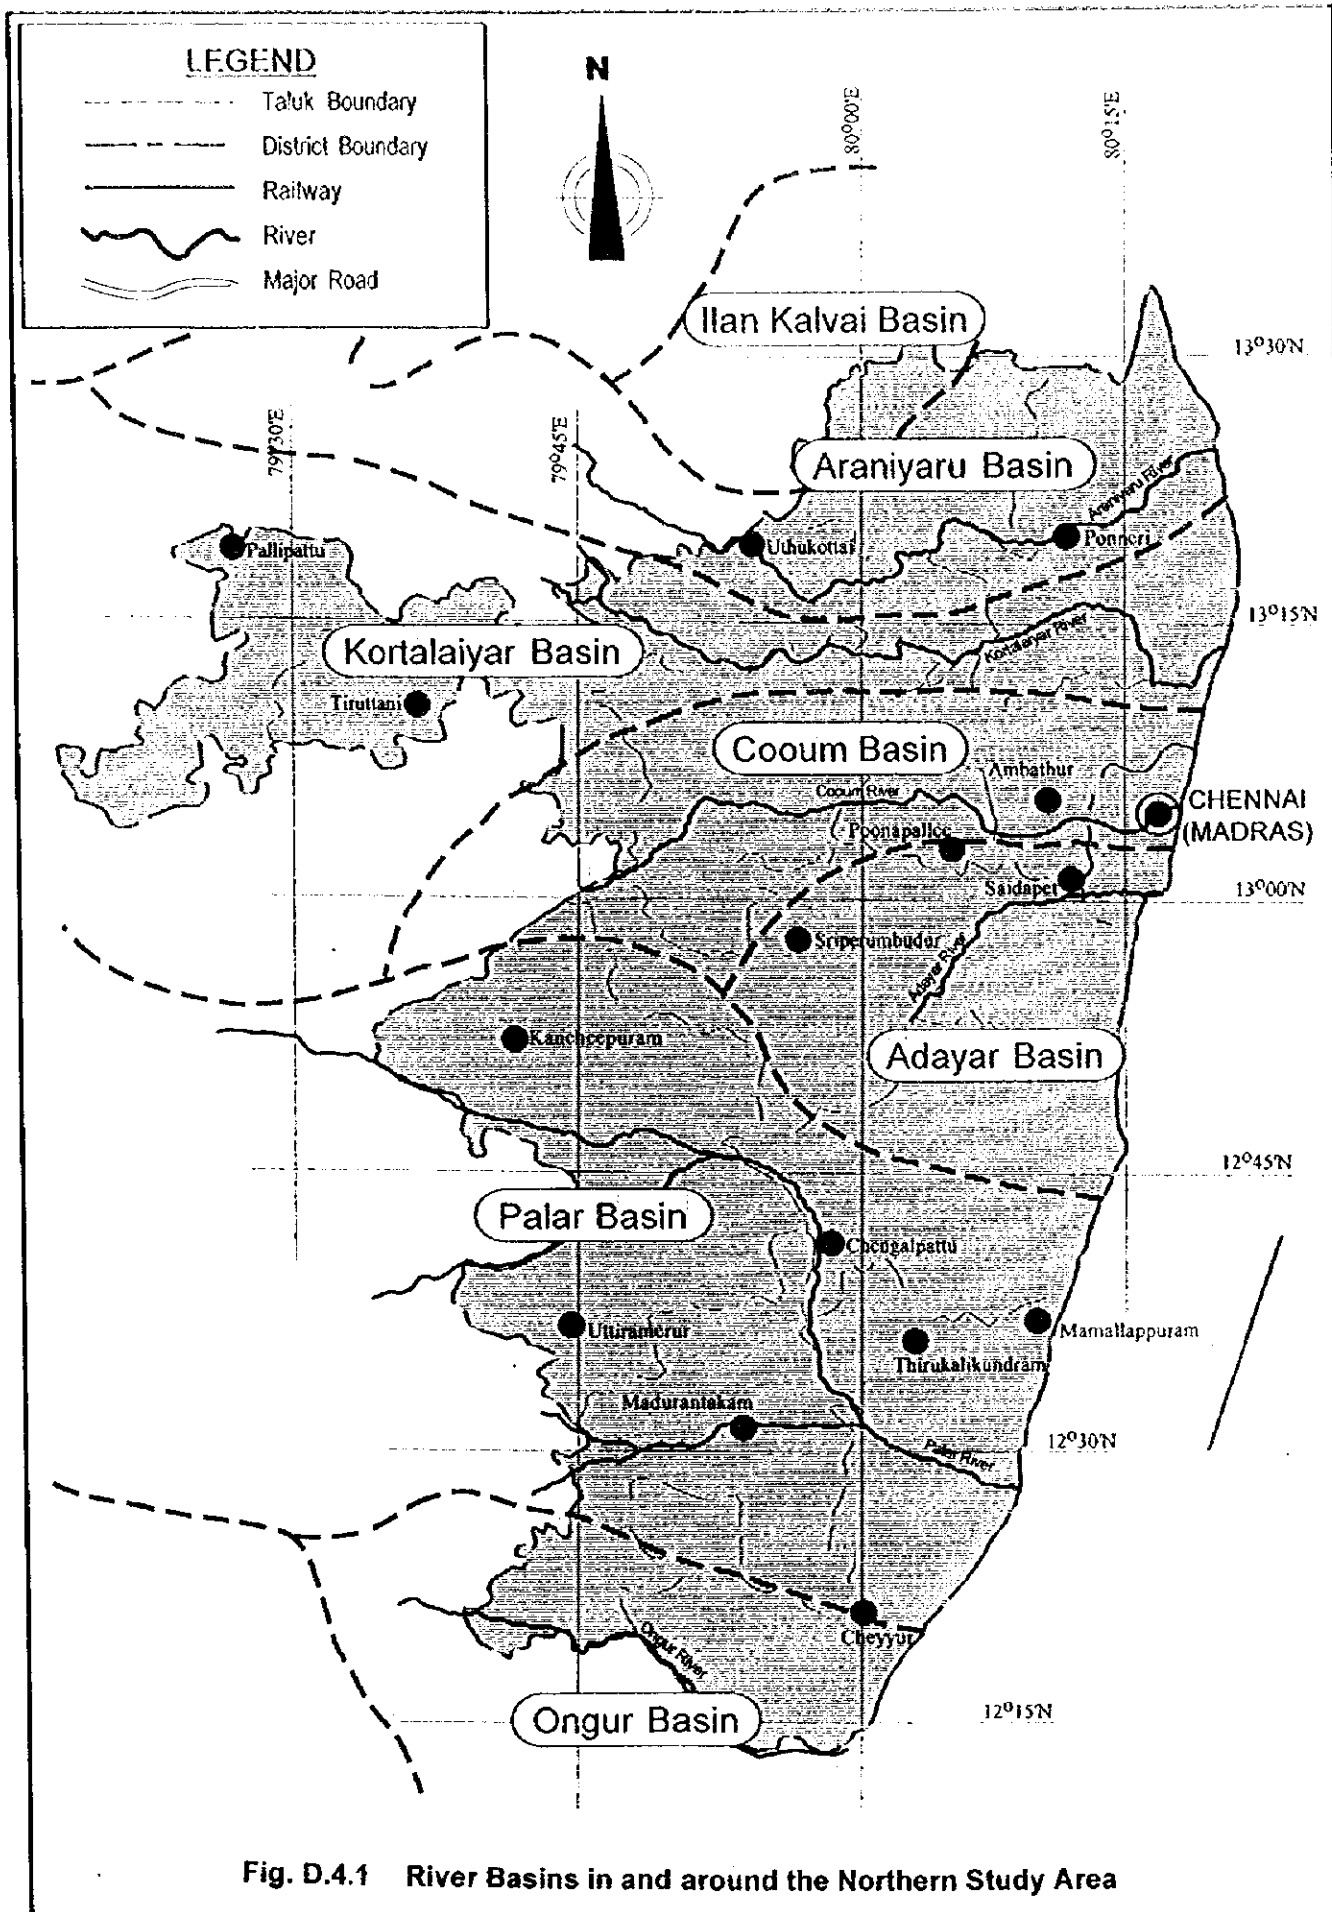 LEGEND
Taluk Boundary
District Boundary
Railway
River
Major Road
N
80°00'E
80°15'E
Ilan Kalvai Basin
13°30'N
79°30'E
79°45'E
Araniyaru Basin
Araniyaru River
Pallipattu
Uthukottai
Ponneri
13°15'N
Kortalaiyar Basin
Kortalaiyar River
Tiruttani
Cooum Basin
Ambathur
Cooum River
CHENNAI
(MADRAS)
Poonapallee
Saidapet
13°00'N
Sriperumbudur
Adayar River
Kancheepuram
Adayar Basin
12°45'N
Palar Basin
Chengalpattu
Uttiramerur
Mamallappuram
Thirukalikundram
Madurantakam
12°30'N
Palar River
Cheyyur
Ongur River
Ongur Basin
12°15'N
Fig. D.4.1 River Basins in and around the Northern Study Area